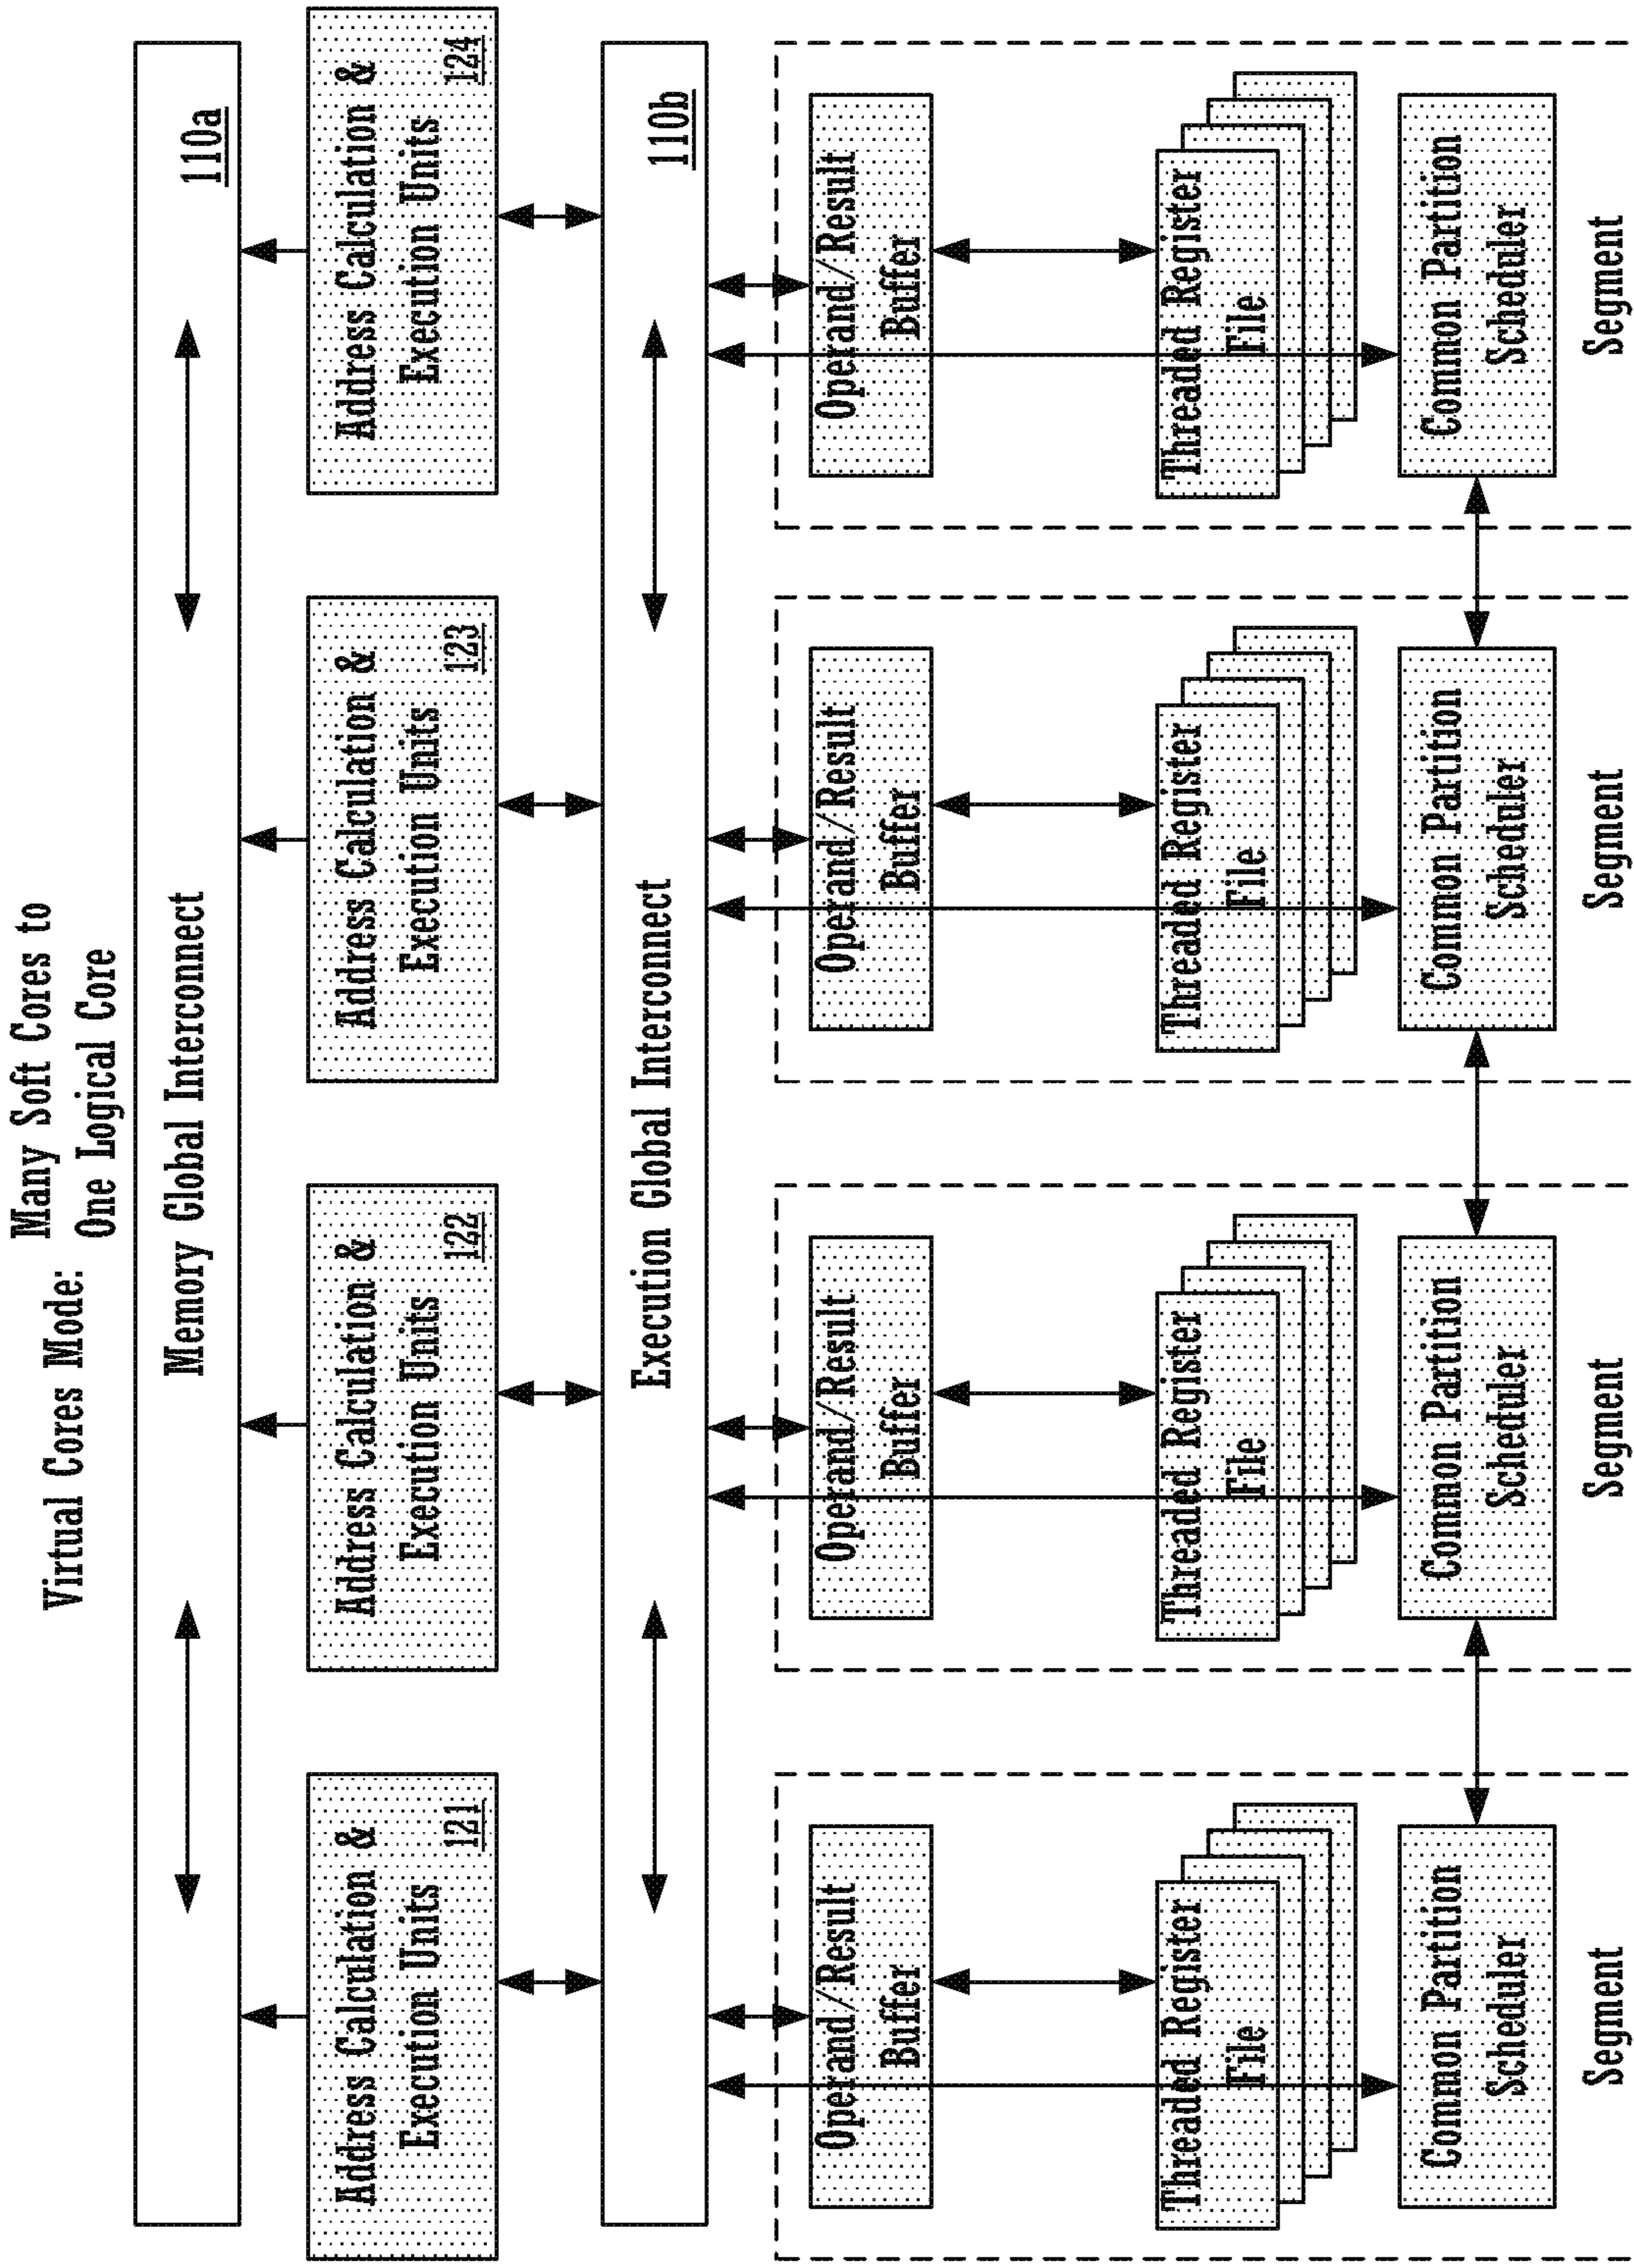 Virtual Cores Mode:
Many Soft Cores to
One Logical Core
Memory Global Interconnect
110a
Address Calculation &
Execution Units
121
Address Calculation &
Execution Units
122
Address Calculation &
Execution Units
123
Address Calculation &
Execution Units
124
Execution Global Interconnect
110b
Operand/Result
Buffer
Operand/Result
Buffer
Operand/Result
Buffer
Operand/Result
Buffer
Threaded Register
File
Threaded Register
File
Threaded Register
File
Threaded Register
File
Common Partition
Scheduler
Common Partition
Scheduler
Common Partition
Scheduler
Common Partition
Scheduler
Segment
Segment
Segment
Segment